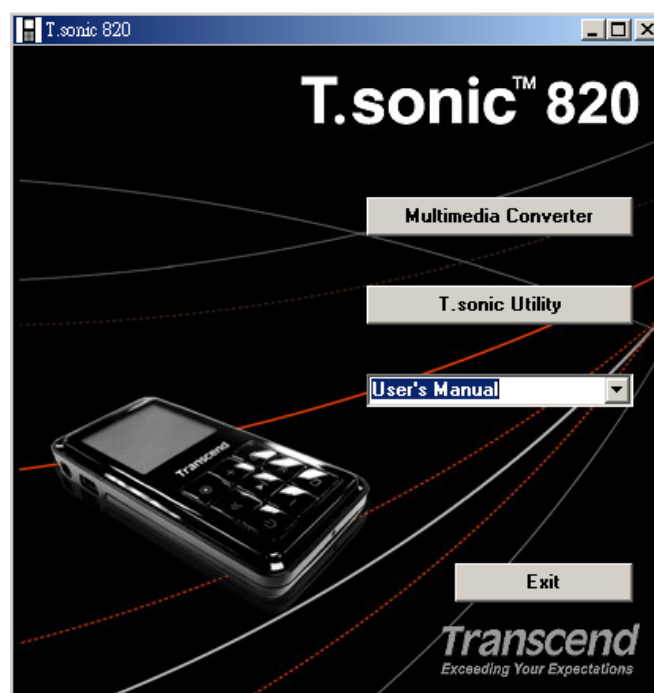 T.sonic 820
T.sonic™ 820
Multimedia Converter
T.sonic Utility
User's Manual
Transcend
Exit
Transcend
Exceeding Your Expectations